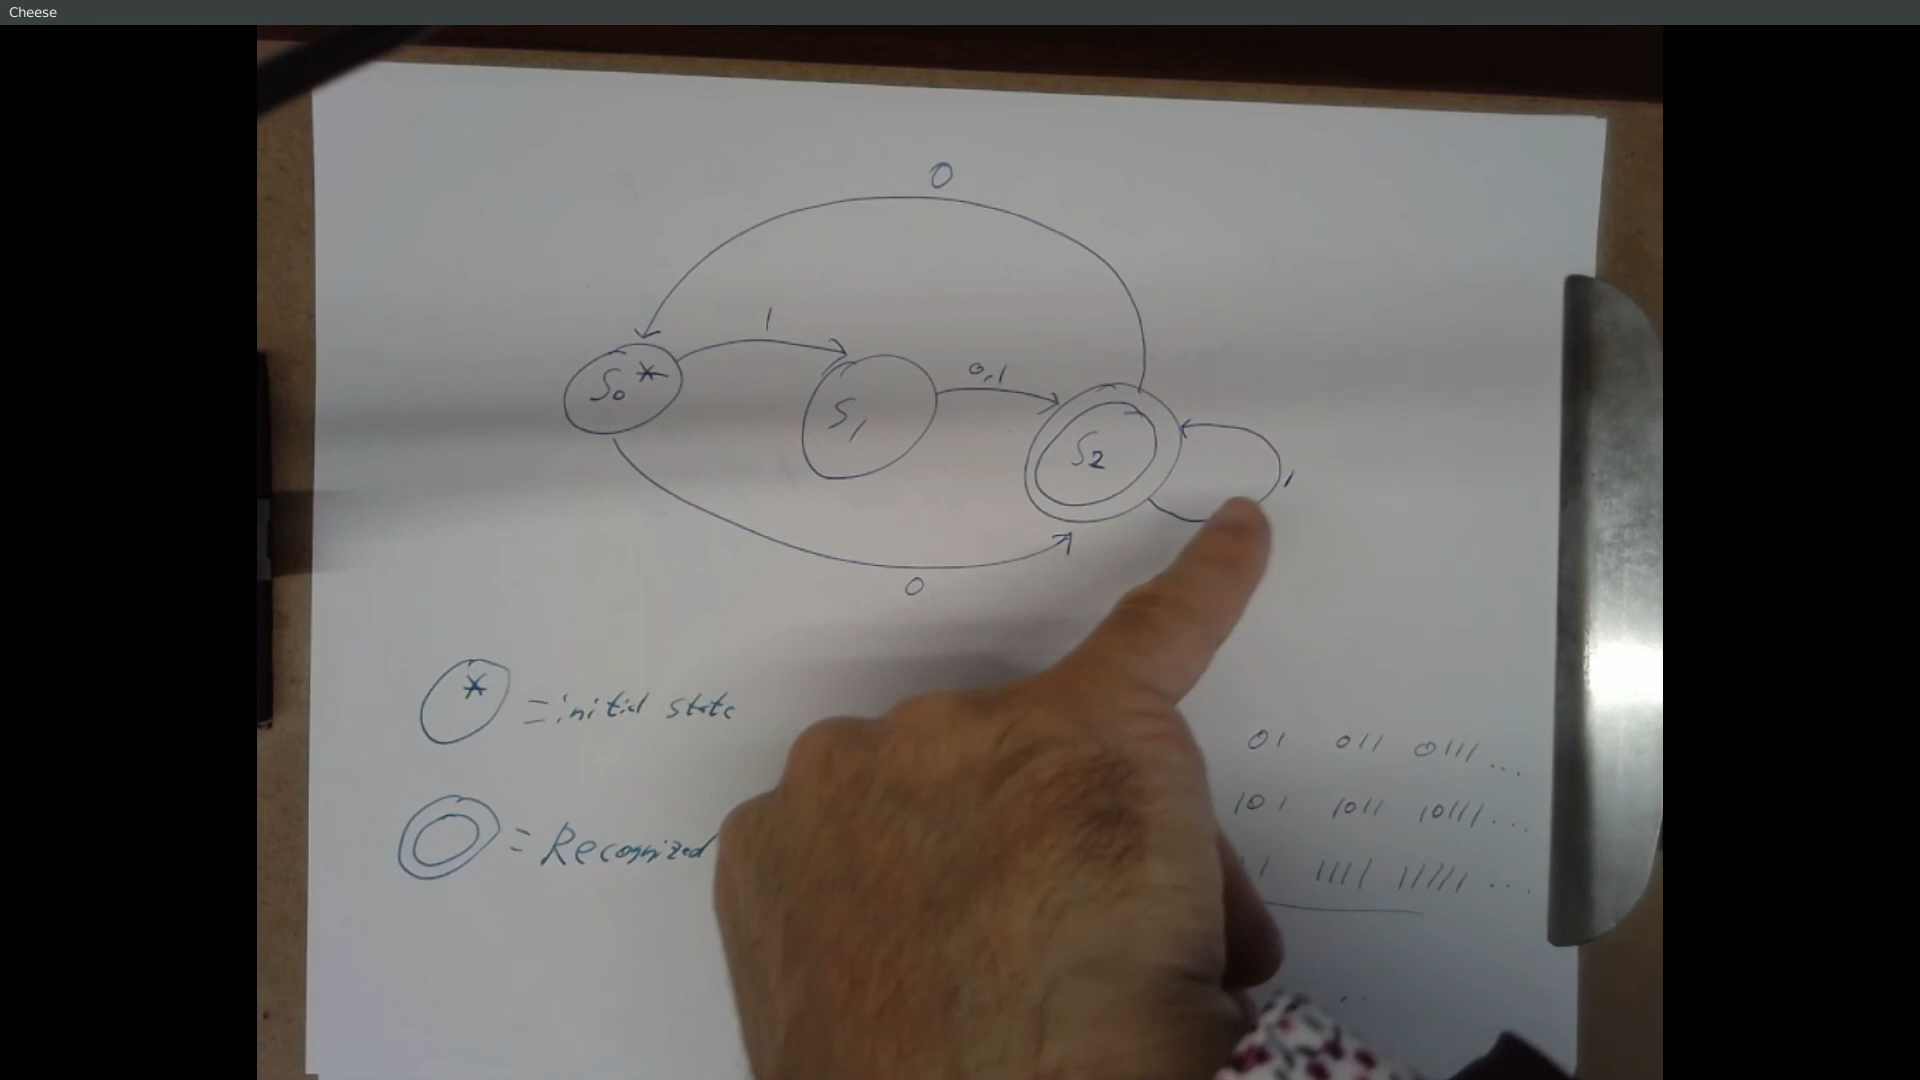 Cheese
0
1
S0 *
S1
0,1
S2
1
0
* = initial state
= Recognized
01 011 0111 ...
101 1011 10111 ...
11 1111 11111 ...